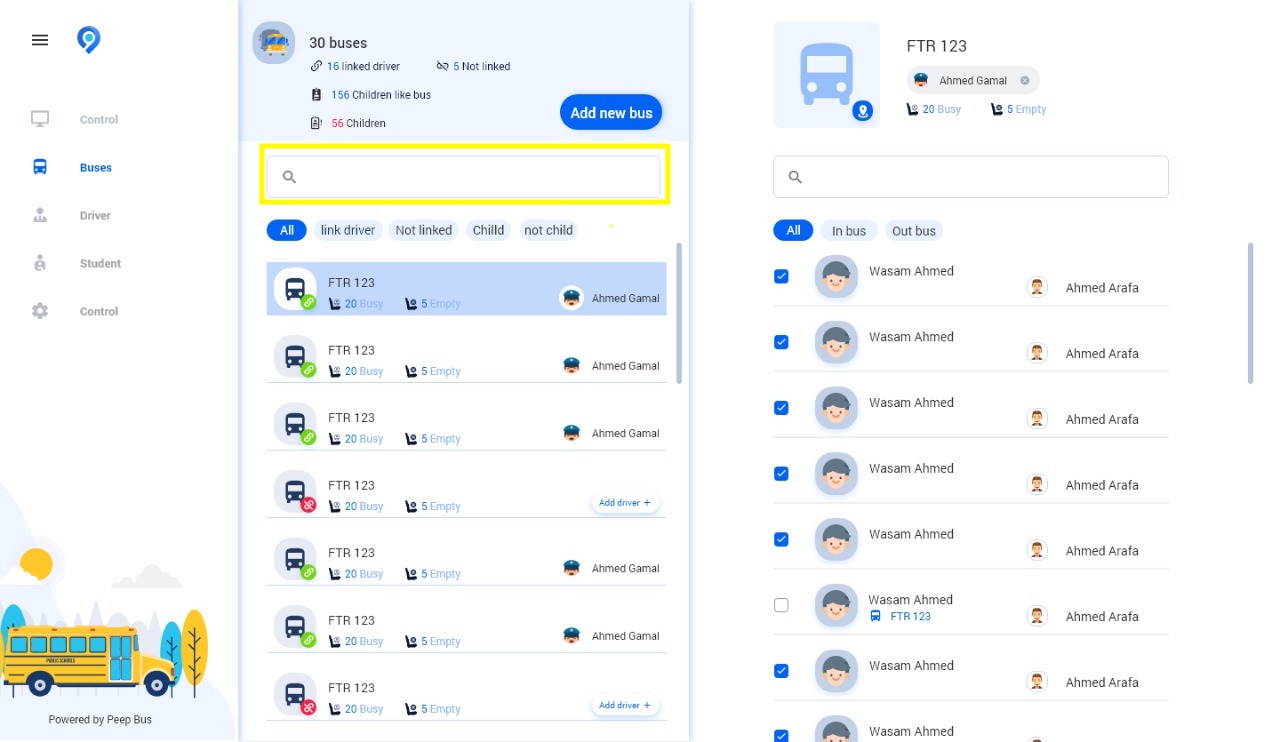 Control
Buses
Driver
Student
Control
PUBLIC SCHOOLS
Powered by Peep Bus
30 buses
16 linked driver
5 Not linked
156 Children like bus
56 Children
Add new bus
All
link driver
Not linked
Chilld
not child
FTR 123
20 Busy
5 Empty
Ahmed Gamal
FTR 123
20 Busy
5 Empty
Ahmed Gamal
FTR 123
20 Busy
5 Empty
Ahmed Gamal
FTR 123
20 Busy
5 Empty
Add driver +
FTR 123
20 Busy
5 Empty
Ahmed Gamal
FTR 123
20 Busy
5 Empty
Ahmed Gamal
FTR 123
20 Busy
5 Empty
Add driver +
FTR 123
Ahmed Gamal
20 Busy
5 Empty
All
In bus
Out bus
Wasam Ahmed
Ahmed Arafa
Wasam Ahmed
Ahmed Arafa
Wasam Ahmed
Ahmed Arafa
Wasam Ahmed
Ahmed Arafa
Wasam Ahmed
Ahmed Arafa
Wasam Ahmed
FTR 123
Ahmed Arafa
Wasam Ahmed
Ahmed Arafa
Wasam Ahmed